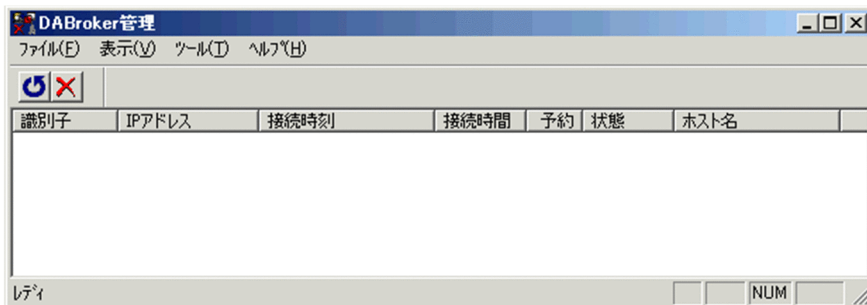 DABroker管理
ファイル(F) 表示(V) ツール(T) ヘルプ(H)
識別子 IPアドレス 接続時刻 接続時間 予約 状態 ホスト名
レディ NUM